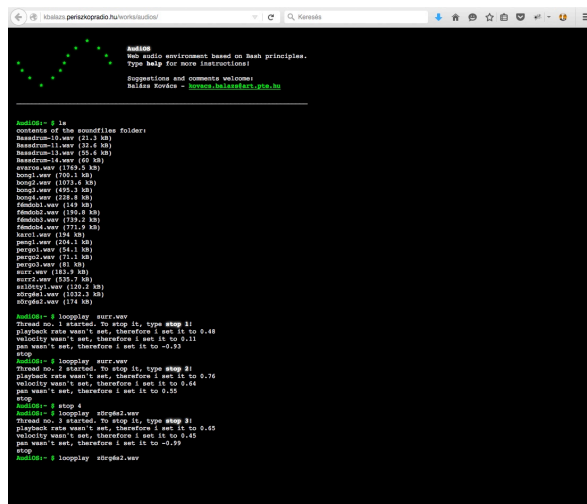 kbalazs.periszkopradio.hu/works/audios/
Keresés
AudiOS
Web audio environment based on Bash principles.
Type help for more instructions!
Suggestions and comments welcome!
Balázs Kovács - kovacs.balazs@art.pte.hu
AudiOS:~ $ ls
contents of the soundfiles folder:
Bassdrum-10.wav (21.3 kB)
Bassdrum-11.wav (32.6 kB)
Bassdrum-13.wav (55.6 kB)
Bassdrum-14.wav (60 kB)
avaros.wav (1769.5 kB)
bong1.wav (700.1 kB)
bong2.wav (1073.6 kB)
bong3.wav (495.3 kB)
bong4.wav (228.8 kB)
fémdob1.wav (149 kB)
fémdob2.wav (190.8 kB)
fémdob3.wav (739.2 kB)
fémdob4.wav (771.9 kB)
karc1.wav (194 kB)
peng1.wav (204.1 kB)
pergo1.wav (54.1 kB)
pergo2.wav (71.1 kB)
pergo3.wav (81 kB)
surr.wav (183.9 kB)
surr2.wav (535.7 kB)
szlötty1.wav (120.2 kB)
zörgés1.wav (1032.3 kB)
zörgés2.wav (174 kB)
AudiOS:~ $ loopplay surr.wav
Thread no. 1 started. To stop it, type stop 1!
playback rate wasn't set, therefore i set it to 0.48
velocity wasn't set, therefore i set it to 0.11
pan wasn't set, therefore i set it to -0.93
stop
AudiOS:~ $ loopplay surr.wav
Thread no. 2 started. To stop it, type stop 2!
playback rate wasn't set, therefore i set it to 0.76
velocity wasn't set, therefore i set it to 0.64
pan wasn't set, therefore i set it to 0.55
stop
AudiOS:~ $ stop 4
AudiOS:~ $ loopplay zörgés2.wav
Thread no. 3 started. To stop it, type stop 3!
playback rate wasn't set, therefore i set it to 0.65
velocity wasn't set, therefore i set it to 0.45
pan wasn't set, therefore i set it to -0.99
stop
AudiOS:~ $ loopplay zörgés2.wav